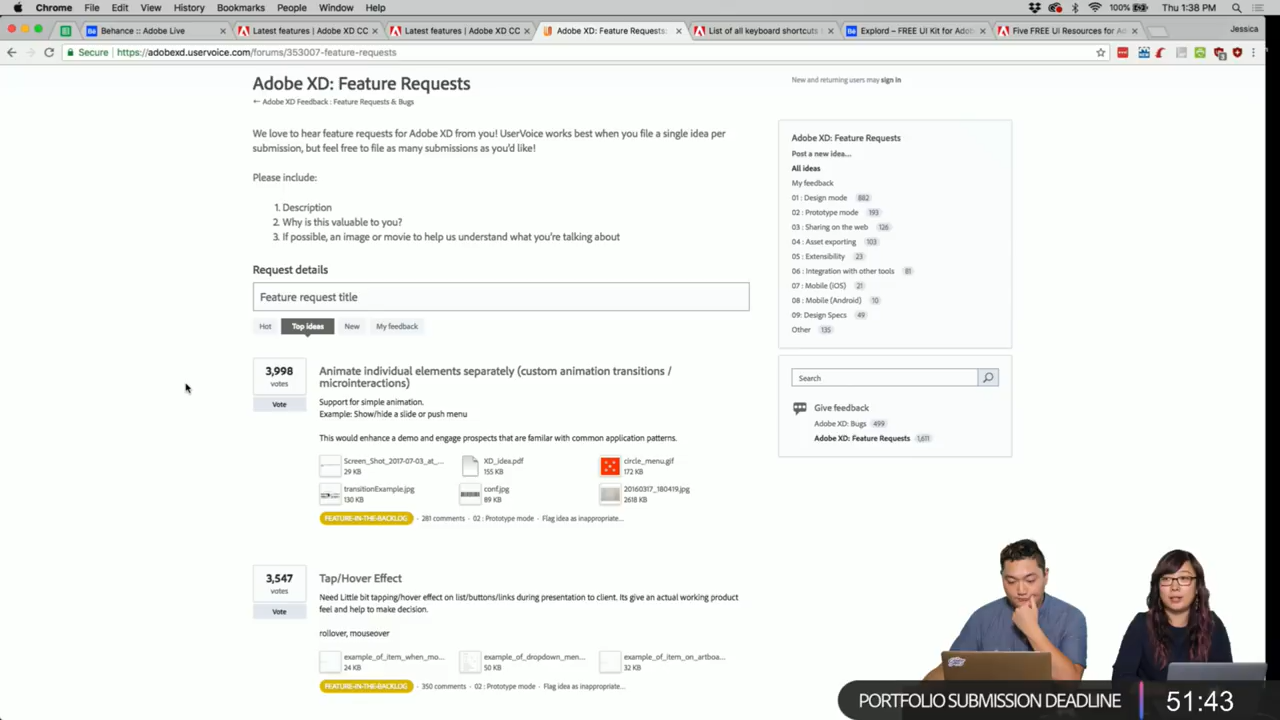 Chrome File Edit View History Bookmarks People Window Help 100% Thu 1:38 PM
Behance :: Adobe Live Latest features | Adobe XD CC Latest features | Adobe XD CC Adobe XD: Feature Requests: List of all keyboard shortcuts Explord – FREE UI Kit for Adob Five FREE UI Resources for Ad Jessica
Secure https://adobexd.uservoice.com/forums/353007-feature-requests
Adobe XD: Feature Requests
← Adobe XD Feedback : Feature Requests & Bugs
We love to hear feature requests for Adobe XD from you! UserVoice works best when you file a single idea per
submission, but feel free to file as many submissions as you'd like!
Please include:
1. Description
2. Why is this valuable to you?
3. If possible, an image or movie to help us understand what you're talking about
Request details
Feature request title
Hot Top ideas New My feedback
3,998
votes
Vote
Animate individual elements separately (custom animation transitions /
microinteractions)
Support for simple animation.
Example: Show/hide a slide or push menu
This would enhance a demo and engage prospects that are familar with common application patterns.
Screen_Shot_2017-07-03_at_... XD_idea.pdf circle_menu.gif
29 KB 155 KB 172 KB
transitionExample.jpg conf.jpg 20160317_180419.jpg
130 KB 89 KB 2618 KB
FEATURE-IN-THE-BACKLOG · 281 comments · 02 : Prototype mode · Flag idea as inappropriate...
3,547
votes
Vote
Tap/Hover Effect
Need Little bit tapping/hover effect on list/buttons/links during presentation to client. Its give an actual working product
feel and help to make decision.
rollover, mouseover
example_of_item_when_mo... example_of_dropdown_men... example_of_item_on_artboa...
24 KB 50 KB 32 KB
FEATURE-IN-THE-BACKLOG · 350 comments · 02 : Prototype mode · Flag idea as inappropriate...
New and returning users may sign in
Adobe XD: Feature Requests
Post a new idea...
All ideas
My feedback
01 : Design mode 882
02 : Prototype mode 193
03 : Sharing on the web 126
04 : Asset exporting 103
05 : Extensibility 23
06 : Integration with other tools 81
07 : Mobile (iOS) 21
08 : Mobile (Android) 10
09: Design Specs 49
Other 135
Search
Give feedback
Adobe XD: Bugs 499
Adobe XD: Feature Requests 1,611
PORTFOLIO SUBMISSION DEADLINE 51:43